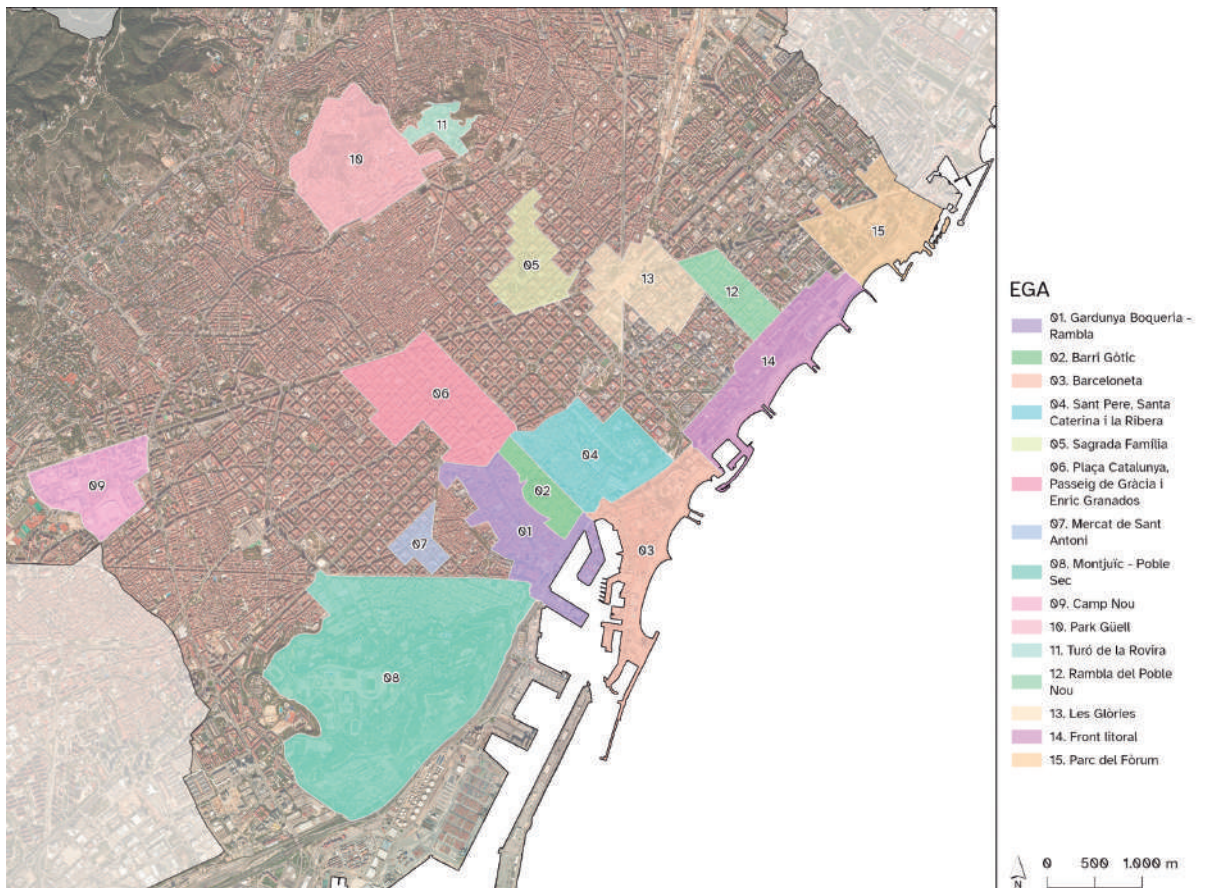 11
10
15
05
13
12
14
06
04
09
02
01
07
03
08
EGA
01. Gardunya Boqueria -
Rambla
02. Barri Gòtic
03. Barceloneta
04. Sant Pere, Santa
Caterina i la Ribera
05. Sagrada Família
06. Plaça Catalunya,
Passeig de Gràcia i
Enric Granados
07. Mercat de Sant
Antoni
08. Montjuïc - Poble
Sec
09. Camp Nou
10. Park Güell
11. Turó de la Rovira
12. Rambla del Poble
Nou
13. Les Glòries
14. Front litoral
15. Parc del Fòrum
N
0 500 1.000 m